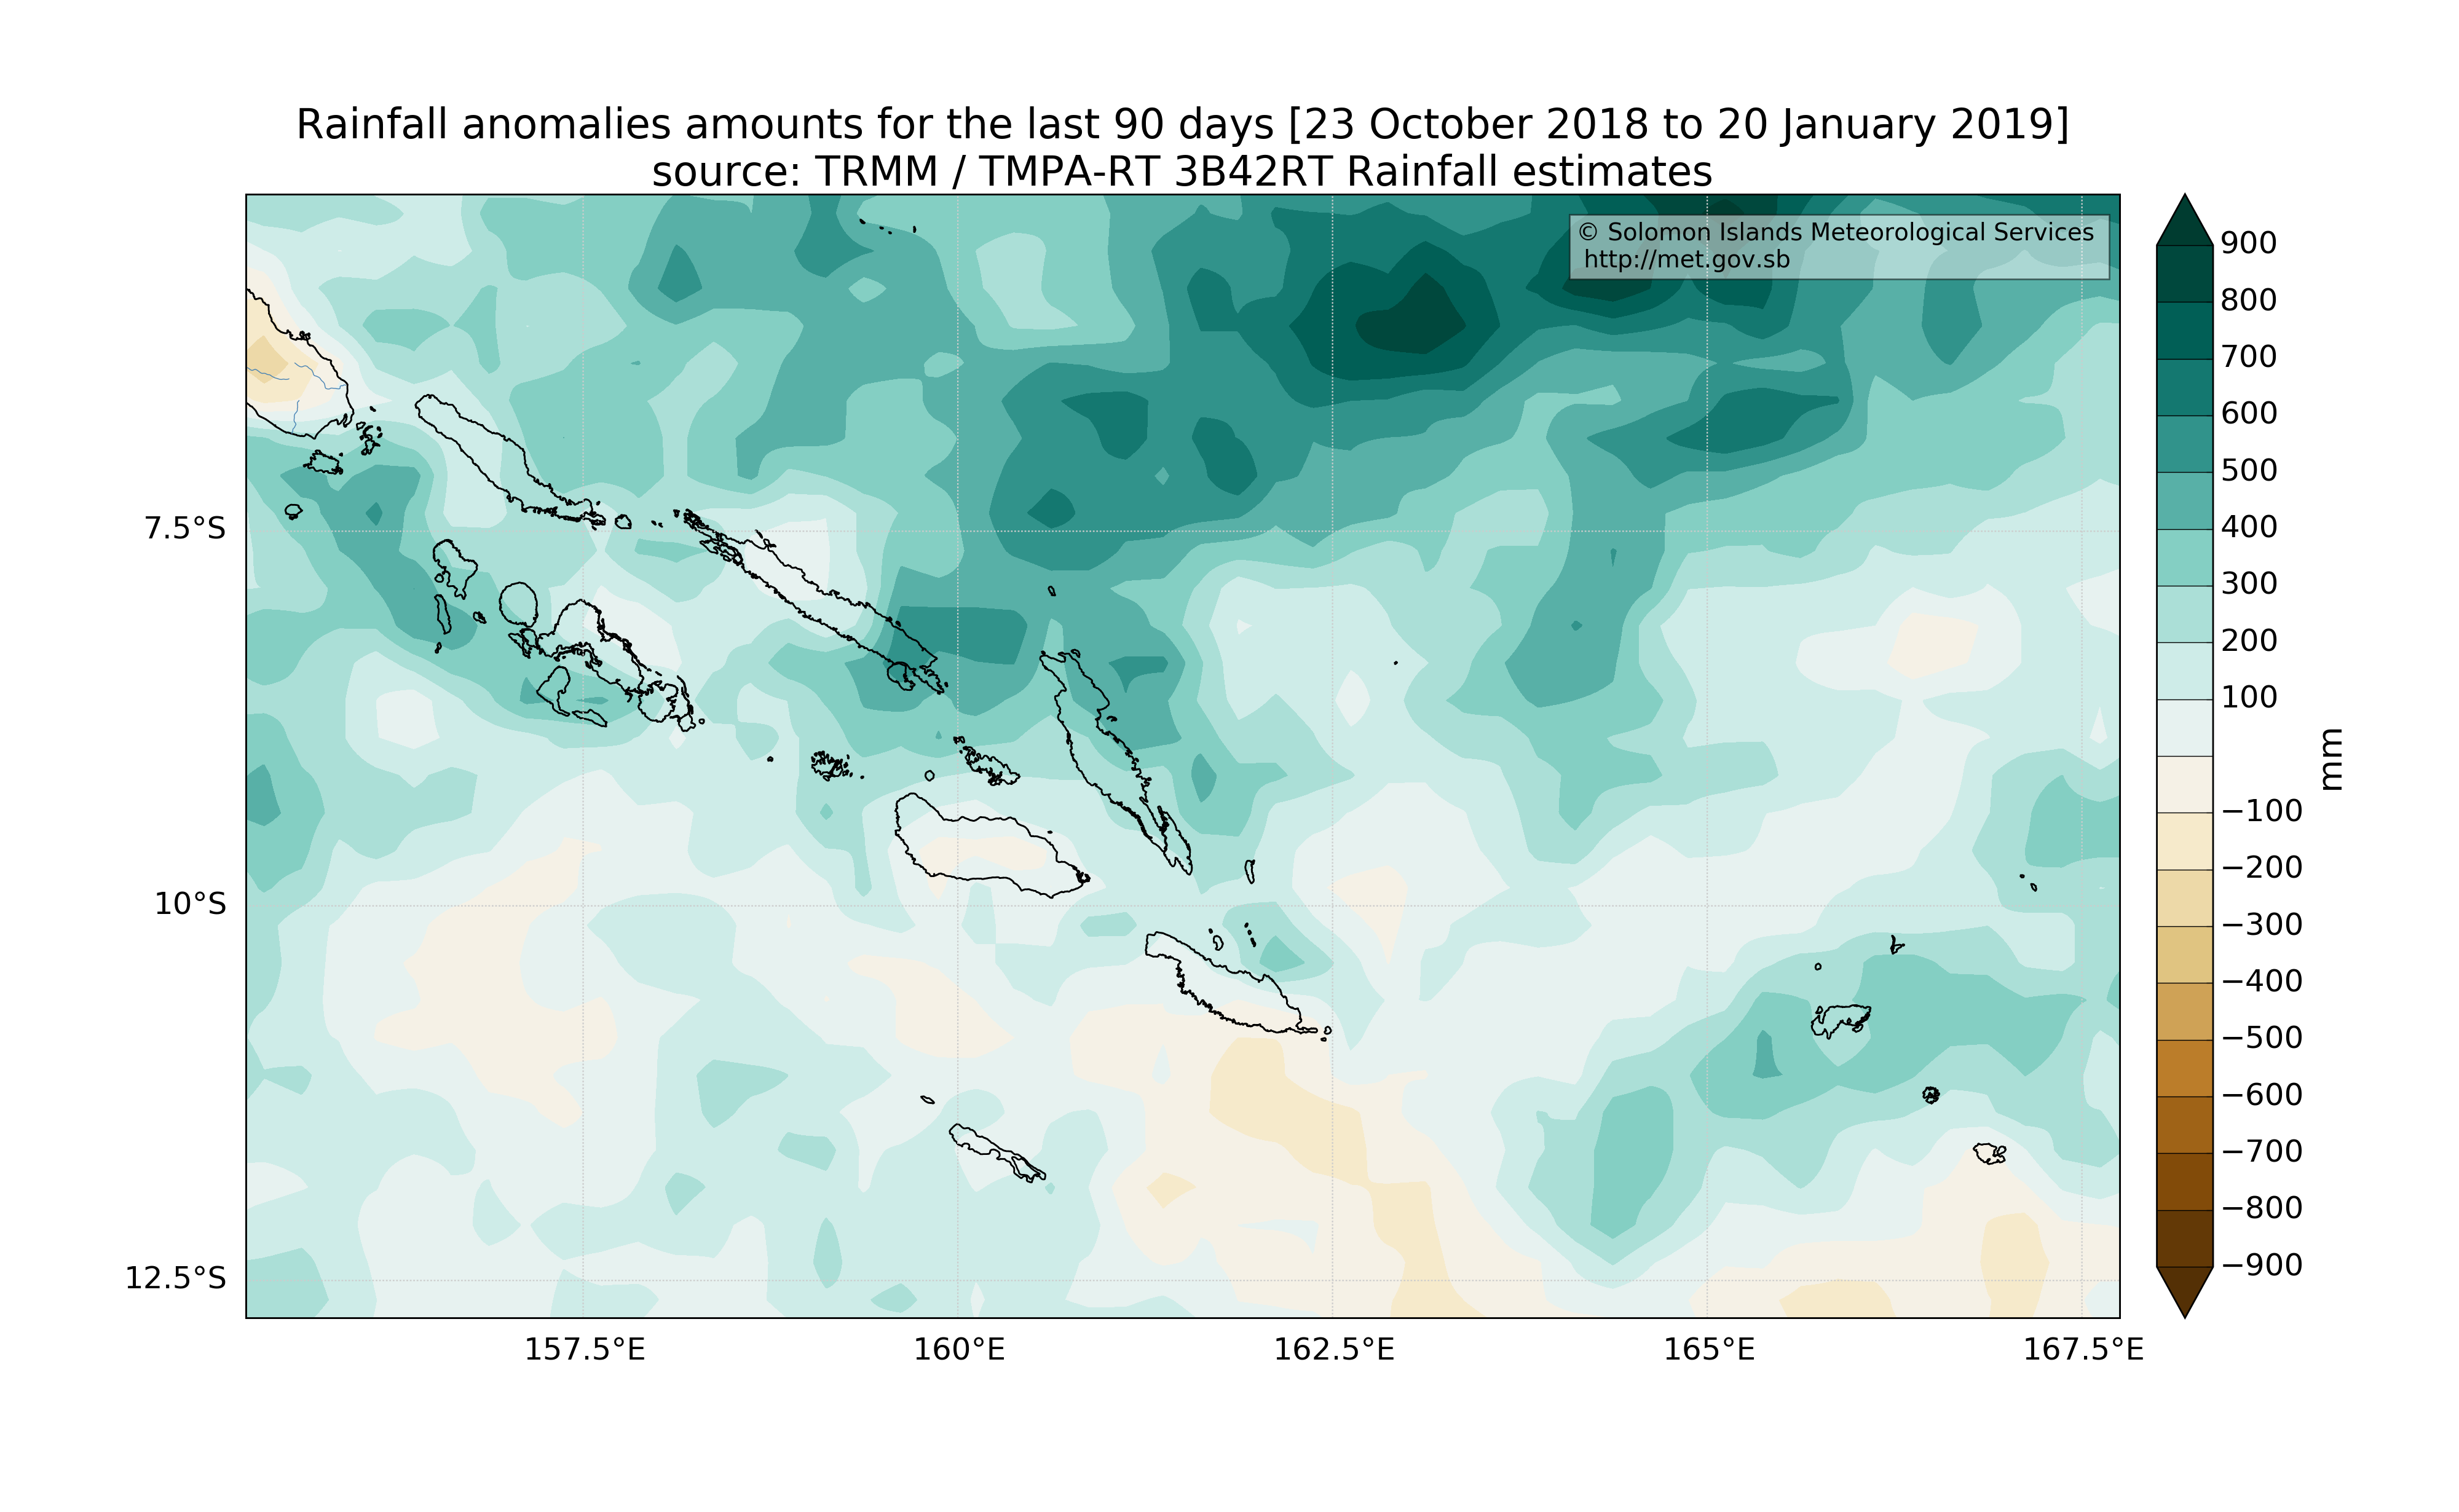 Rainfall anomalies amounts for the last 90 days [23 October 2018 to 20 January 2019]
source: TRMM / TMPA-RT 3B42RT Rainfall estimates
© Solomon Islands Meteorological Services
http://met.gov.sb
7.5°S
10°S
12.5°S
157.5°E
160°E
162.5°E
165°E
167.5°E
900
800
700
600
500
400
300
200
100
−100
−200
−300
−400
−500
−600
−700
−800
−900
mm